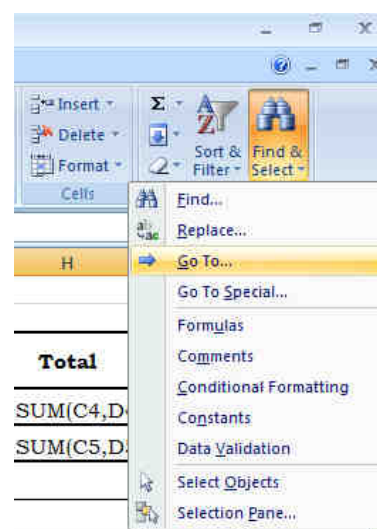 Insert
Delete
Format
Cells
Σ
AZ
Sort & Filter
Find & Select
Find...
Replace...
Go To...
Go To Special...
Formulas
Comments
Conditional Formatting
Constants
Data Validation
Select Objects
Selection Pane...
H
Total
SUM(C4,D
SUM(C5,D